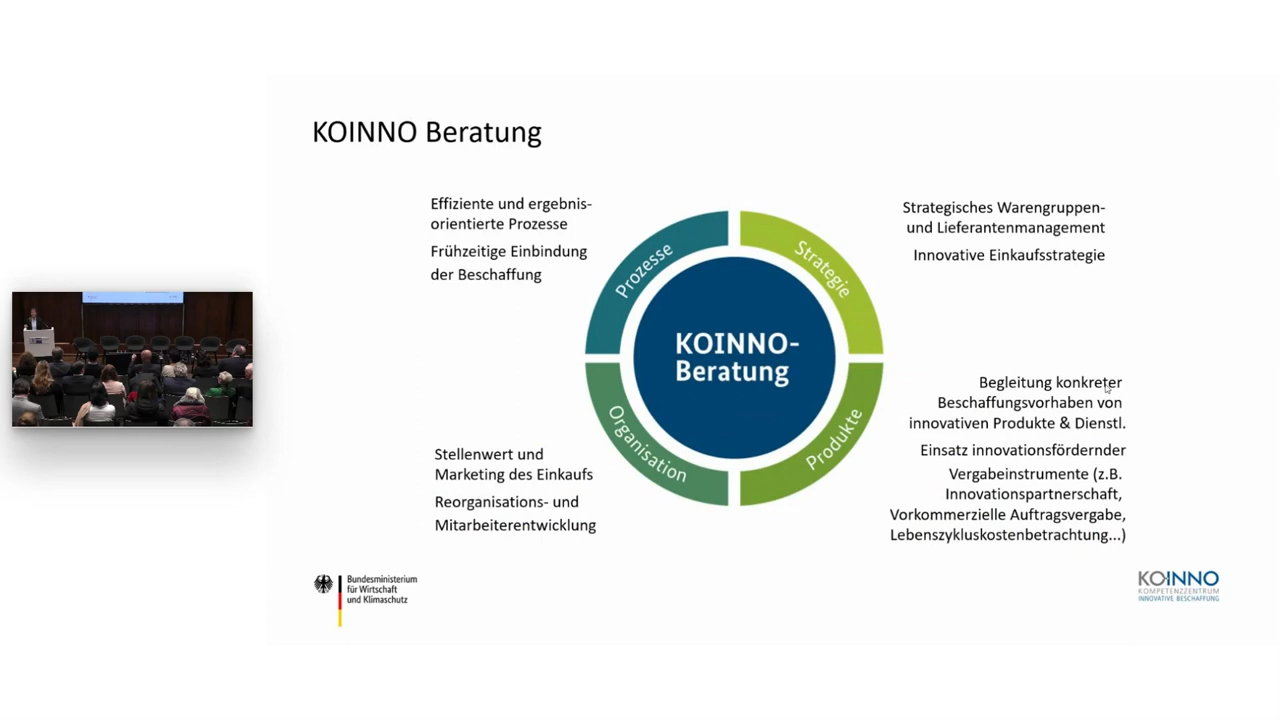 KOINNO Beratung
Effiziente und ergebnis-
orientierte Prozesse
Frühzeitige Einbindung
der Beschaffung
Strategisches Warengruppen-
und Lieferantenmanagement
Innovative Einkaufsstrategie
Prozesse
Strategie
KOINNO-
Beratung
Organisation
Produkte
Stellenwert und
Marketing des Einkaufs
Reorganisations- und
Mitarbeiterentwicklung
Begleitung konkreter
Beschaffungsvorhaben von
innovativen Produkte & Dienstl.
Einsatz innovationsfördernder
Vergabeinstrumente (z.B.
Innovationspartnerschaft,
Vorkommerzielle Auftragsvergabe,
Lebenszykluskostenbetrachtung...)
Bundesministerium
für Wirtschaft
und Klimaschutz
KOINNO
KOMPETENZZENTRUM
INNOVATIVE BESCHAFFUNG